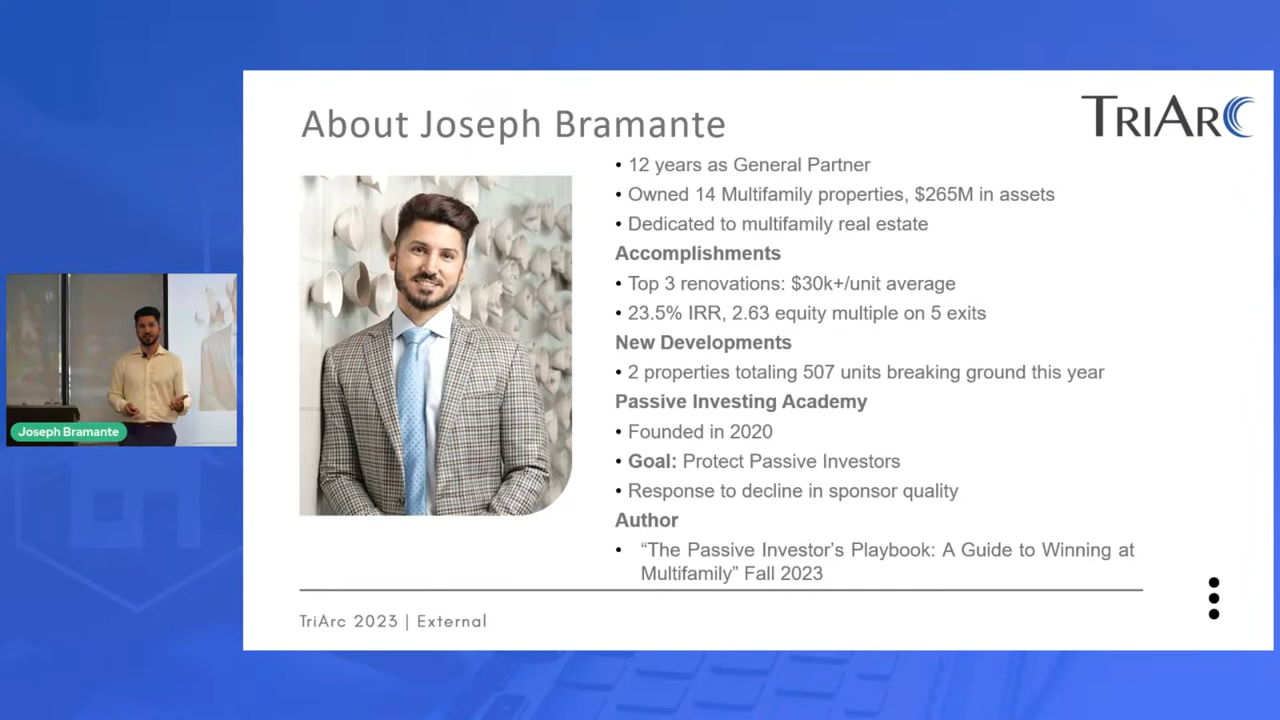 About Joseph Bramante
TRIARC
• 12 years as General Partner
• Owned 14 Multifamily properties, $265M in assets
• Dedicated to multifamily real estate
Accomplishments
• Top 3 renovations: $30k+/unit average
• 23.5% IRR, 2.63 equity multiple on 5 exits
New Developments
• 2 properties totaling 507 units breaking ground this year
Passive Investing Academy
• Founded in 2020
• Goal: Protect Passive Investors
• Response to decline in sponsor quality
Author
• “The Passive Investor’s Playbook: A Guide to Winning at
Multifamily” Fall 2023
TriArc 2023 | External
Joseph Bramante